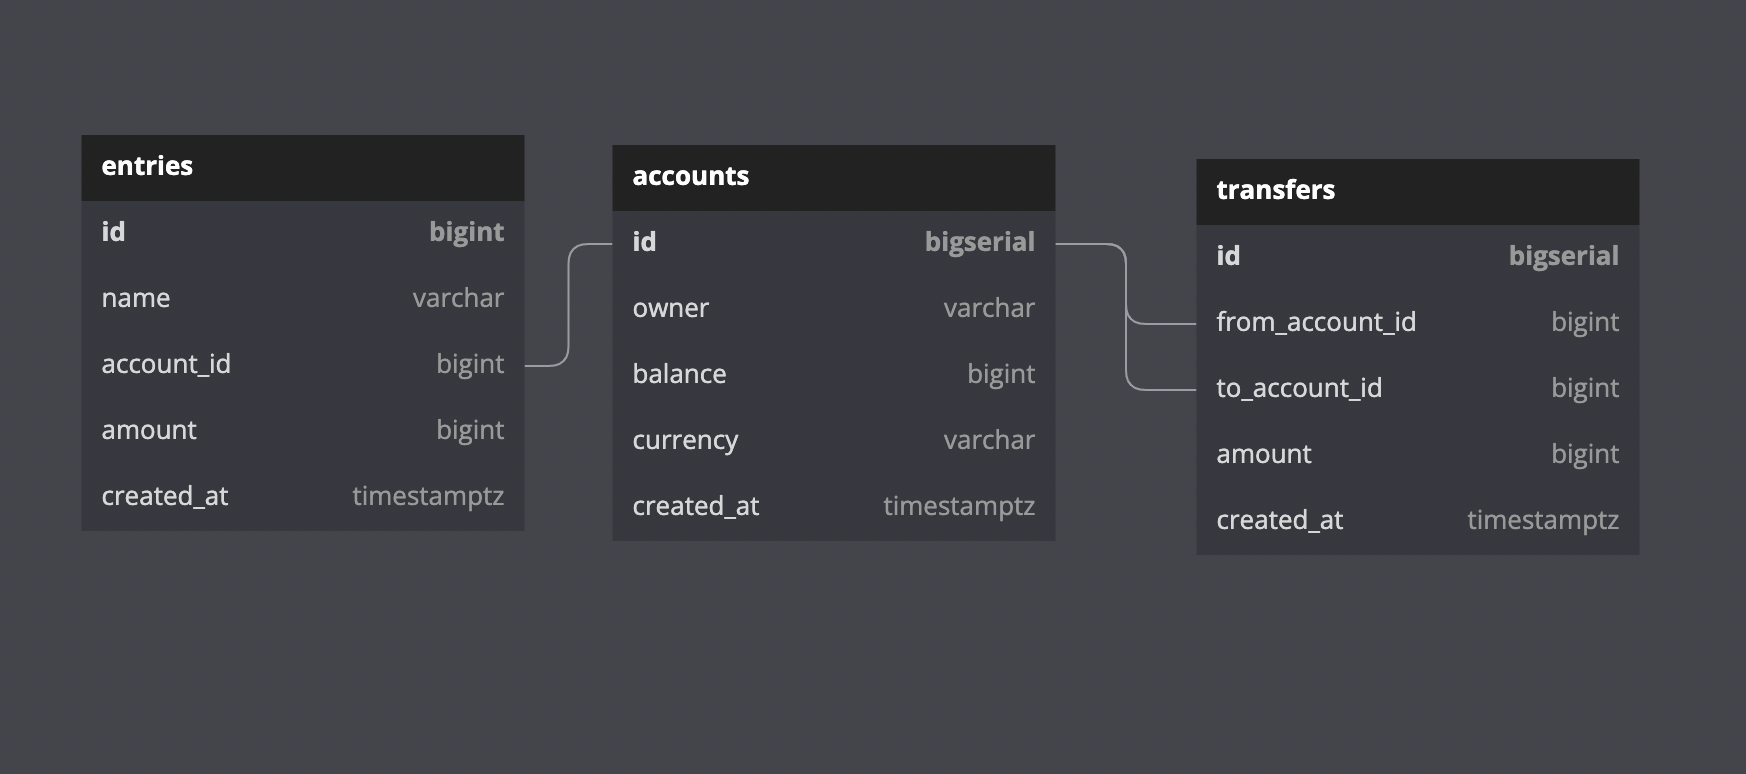 entries
id bigint
name varchar
account_id bigint
amount bigint
created_at timestamptz
accounts
id bigserial
owner varchar
balance bigint
currency varchar
created_at timestamptz
transfers
id bigserial
from_account_id bigint
to_account_id bigint
amount bigint
created_at timestamptz